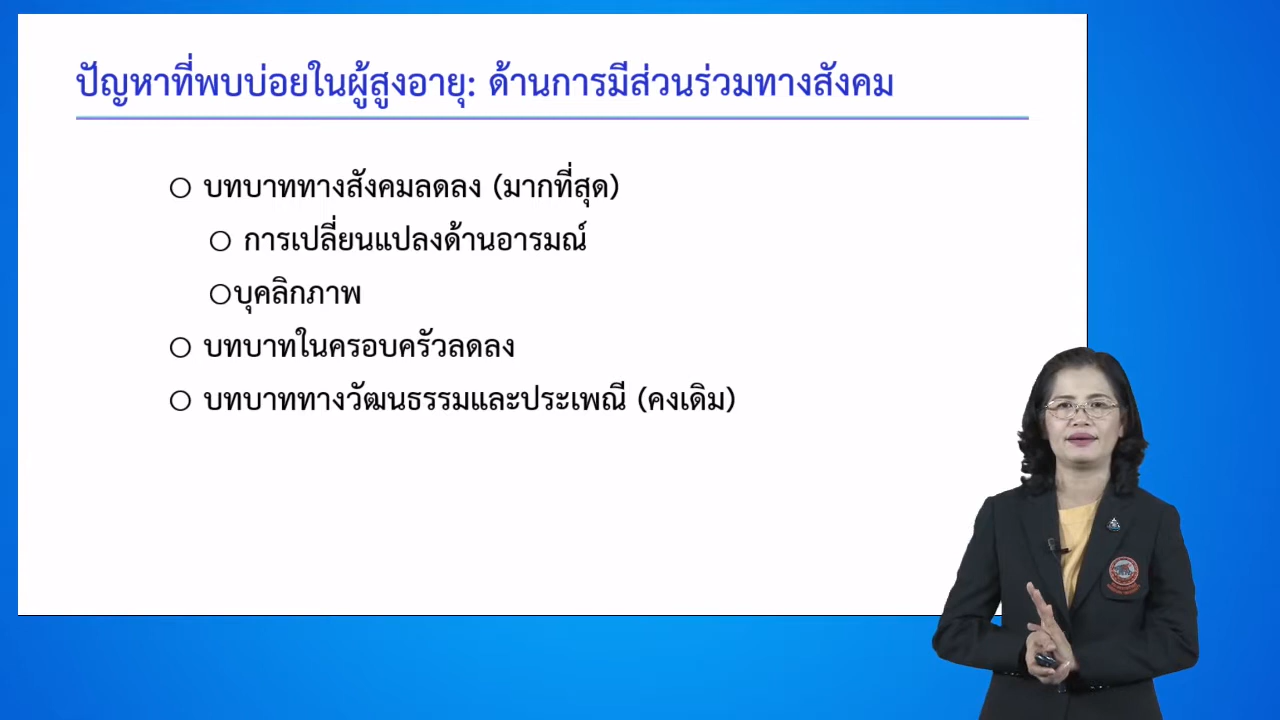 ปัญหาที่พบบ่อยในผู้สูงอายุ: ด้านการมีส่วนร่วมทางสังคม
บทบาททางสังคมลดลง (มากที่สุด)
การเปลี่ยนแปลงด้านอารมณ์
บุคลิกภาพ
บทบาทในครอบครัวลดลง
บทบาททางวัฒนธรรมและประเพณี (คงเดิม)